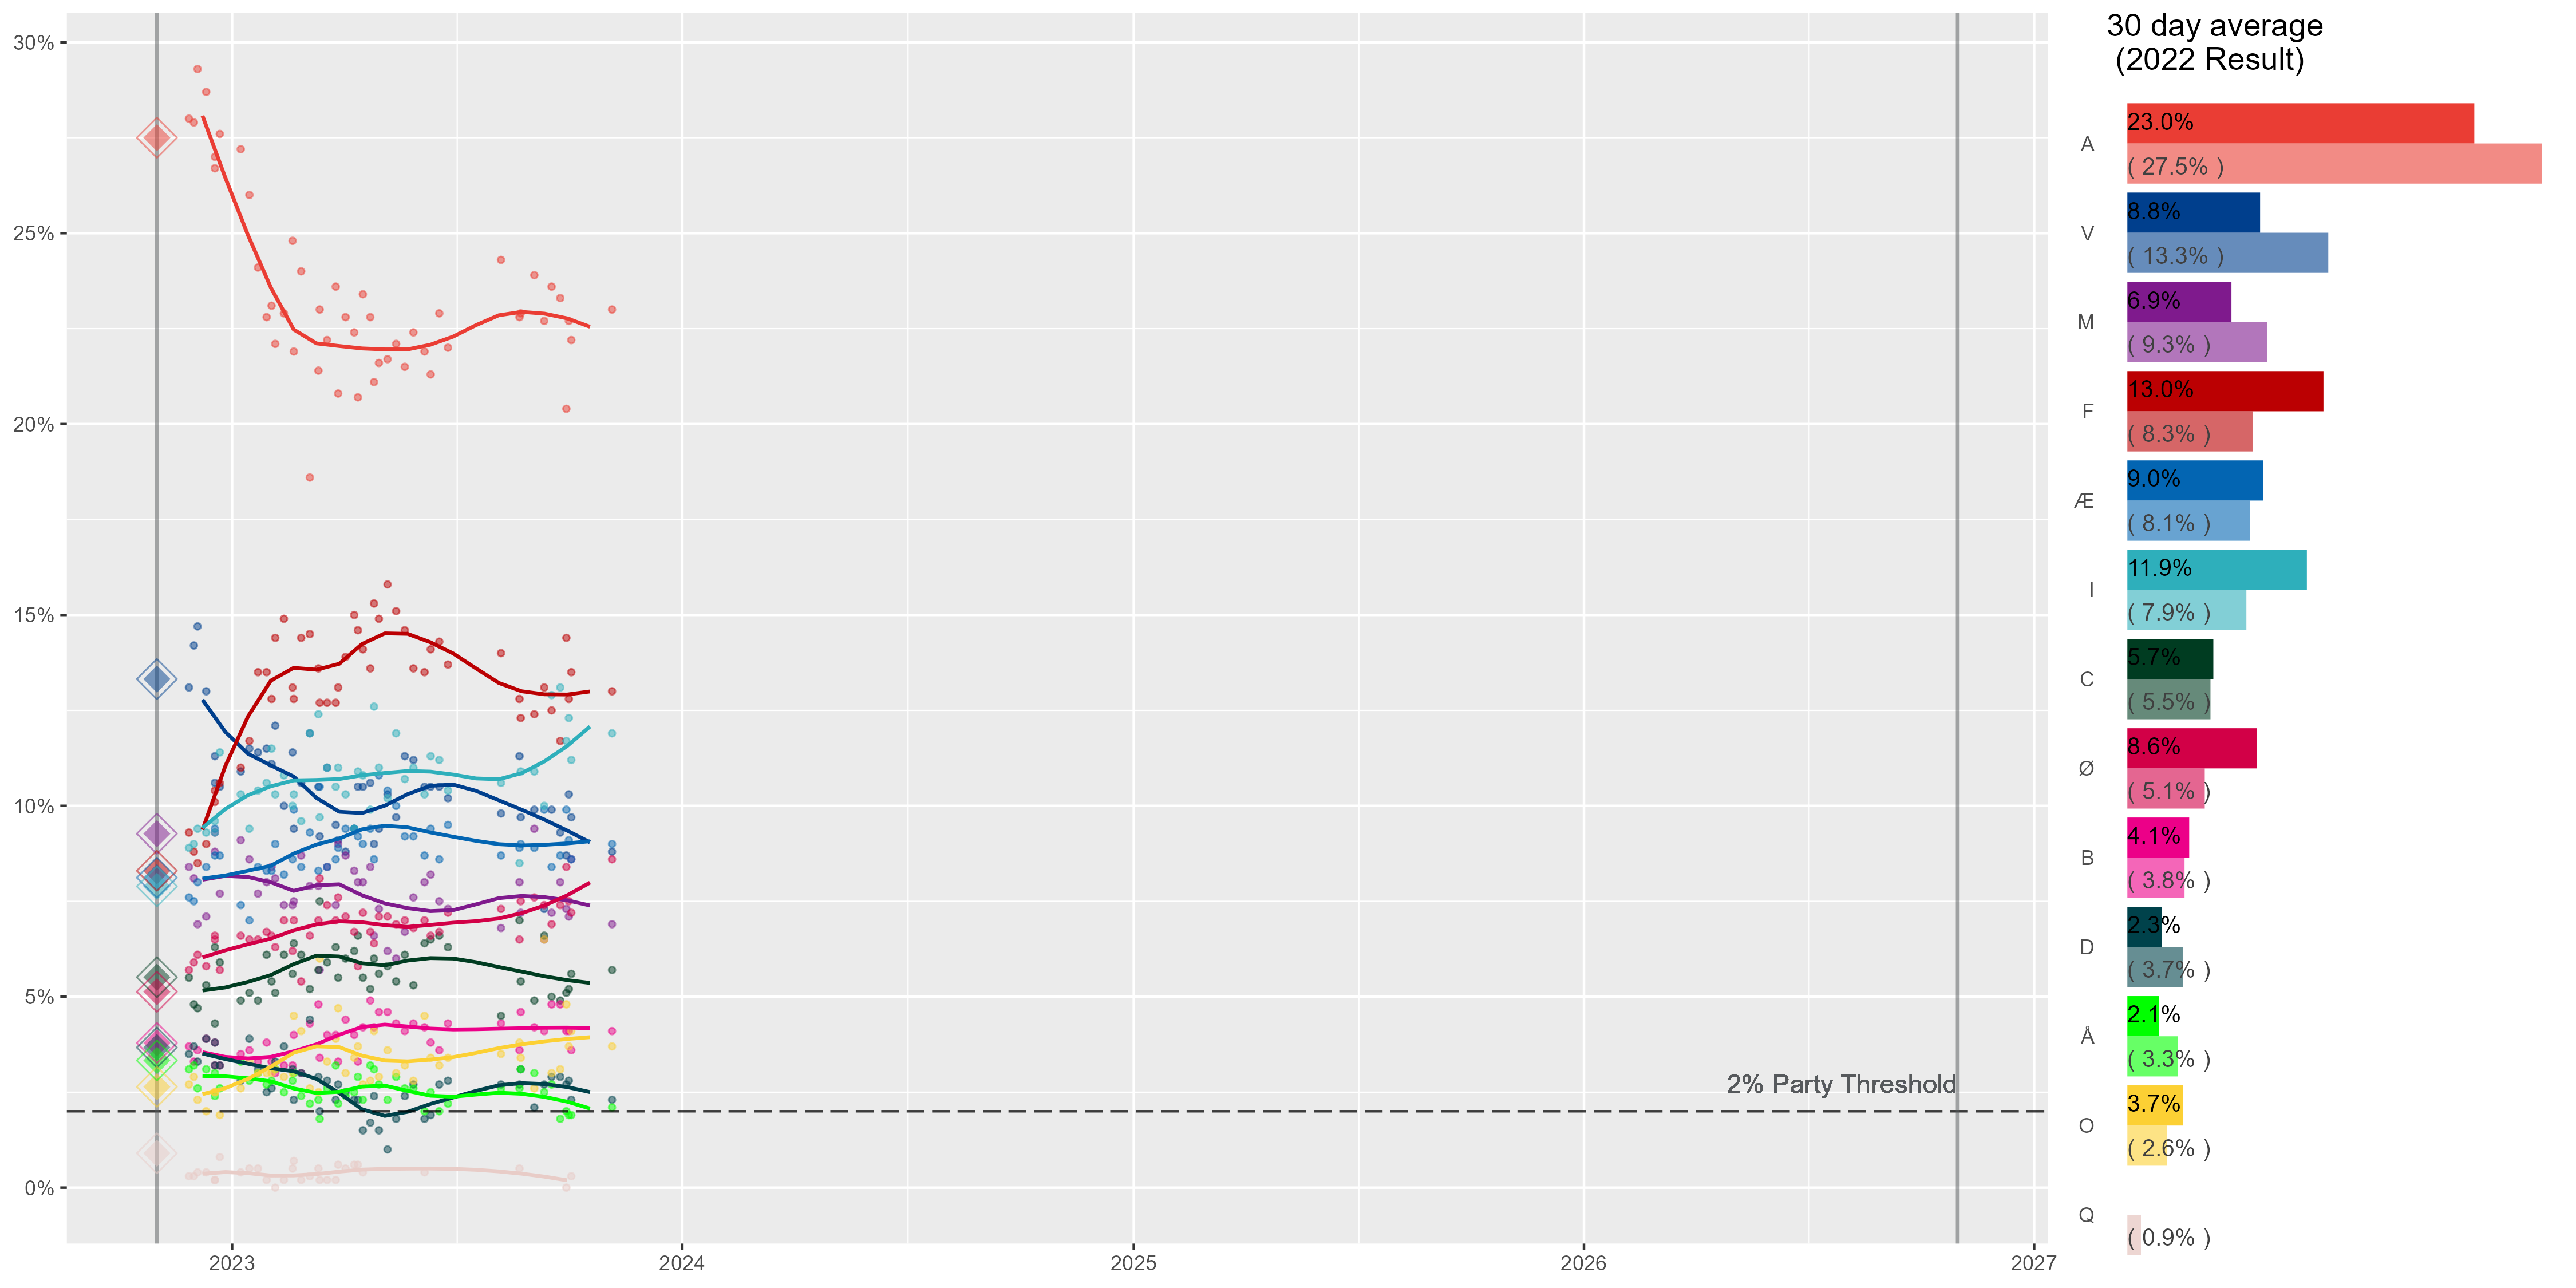 30 day average
(2022 Result)
30%
25%
20%
15%
10%
5%
0%
2% Party Threshold
2023
2024
2025
2026
2027
A
23.0%
( 27.5% )
V
8.8%
( 13.3% )
M
6.9%
( 9.3% )
F
13.0%
( 8.3% )
Æ
9.0%
( 8.1% )
I
11.9%
( 7.9% )
C
5.7%
( 5.5% )
Ø
8.6%
( 5.1% )
B
4.1%
( 3.8% )
D
2.3%
( 3.7% )
Å
2.1%
( 3.3% )
O
3.7%
( 2.6% )
Q
( 0.9% )